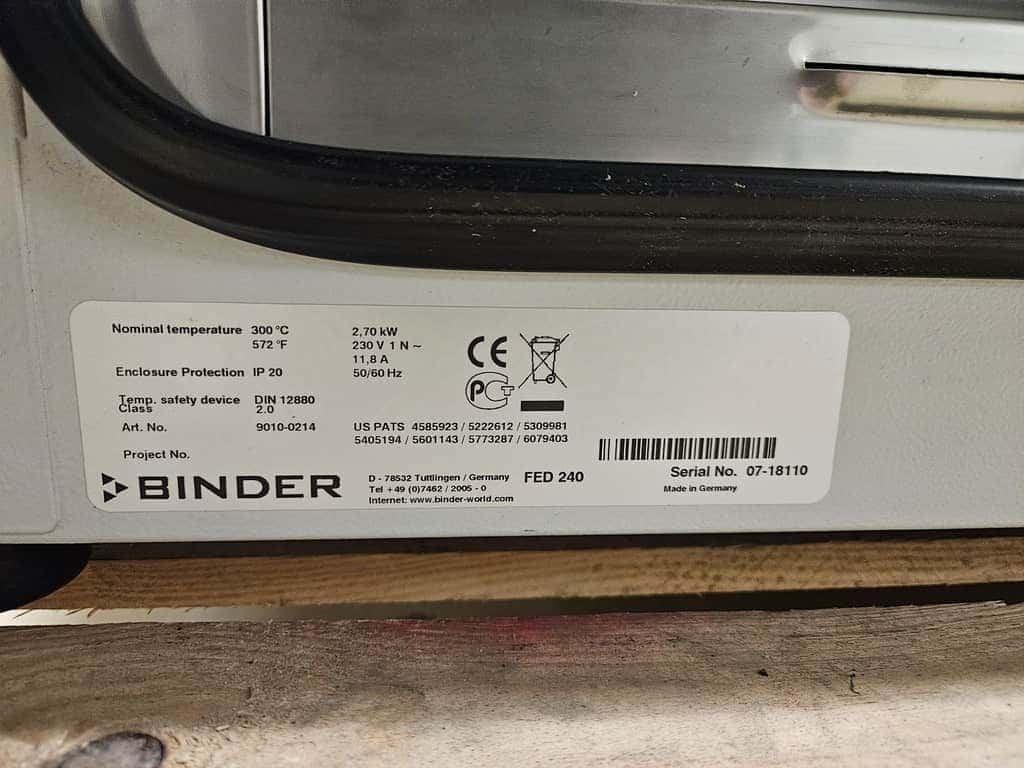 Nominal temperature 300 °C 2,70 kW
572 °F 230 V 1 N ~
11,8 A
Enclosure Protection IP 20 50/60 Hz
CE
PCT
Temp. safety device DIN 12880
Class 2.0
Art. No. 9010-0214 US PATS 4585923 / 5222612 / 5309981
5405194 / 5601143 / 5773287 / 6079403
Project No.
Serial No. 07-18110
Made in Germany
BINDER
D - 78532 Tuttlingen / Germany FED 240
Tel +49 (0)7462 / 2005 - 0
Internet: www.binder-world.com